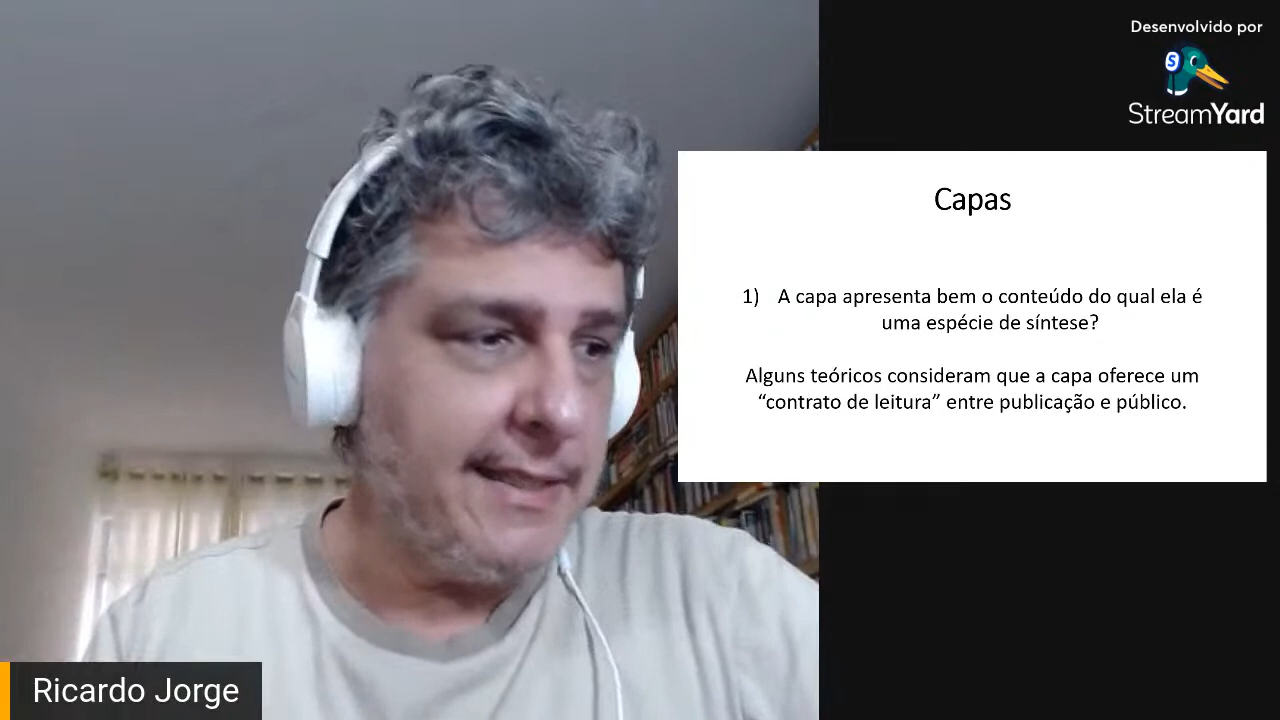 Desenvolvido por
StreamYard
Capas
1) A capa apresenta bem o conteúdo do qual ela é
uma espécie de síntese?
Alguns teóricos consideram que a capa oferece um
“contrato de leitura” entre publicação e público.
Ricardo Jorge